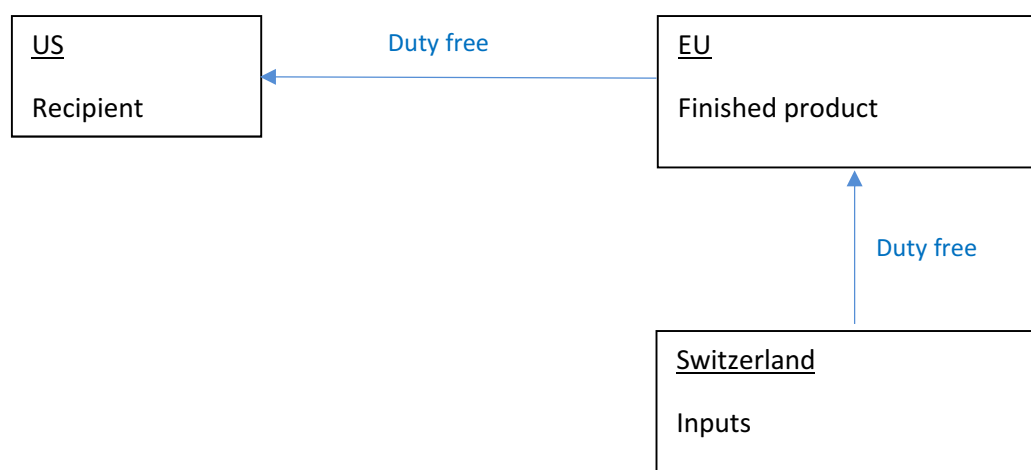 US
Recipient
Duty free
EU
Finished product
Duty free
Switzerland
Inputs